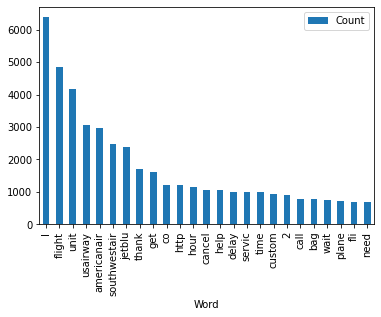 Count
6000
5000
4000
3000
2000
1000
0
I
flight
unit
usairway
americanair
southwestair
jetblu
thank
get
co
http
hour
cancel
help
delay
servic
time
custom
2
call
bag
wait
plane
fli
need
Word